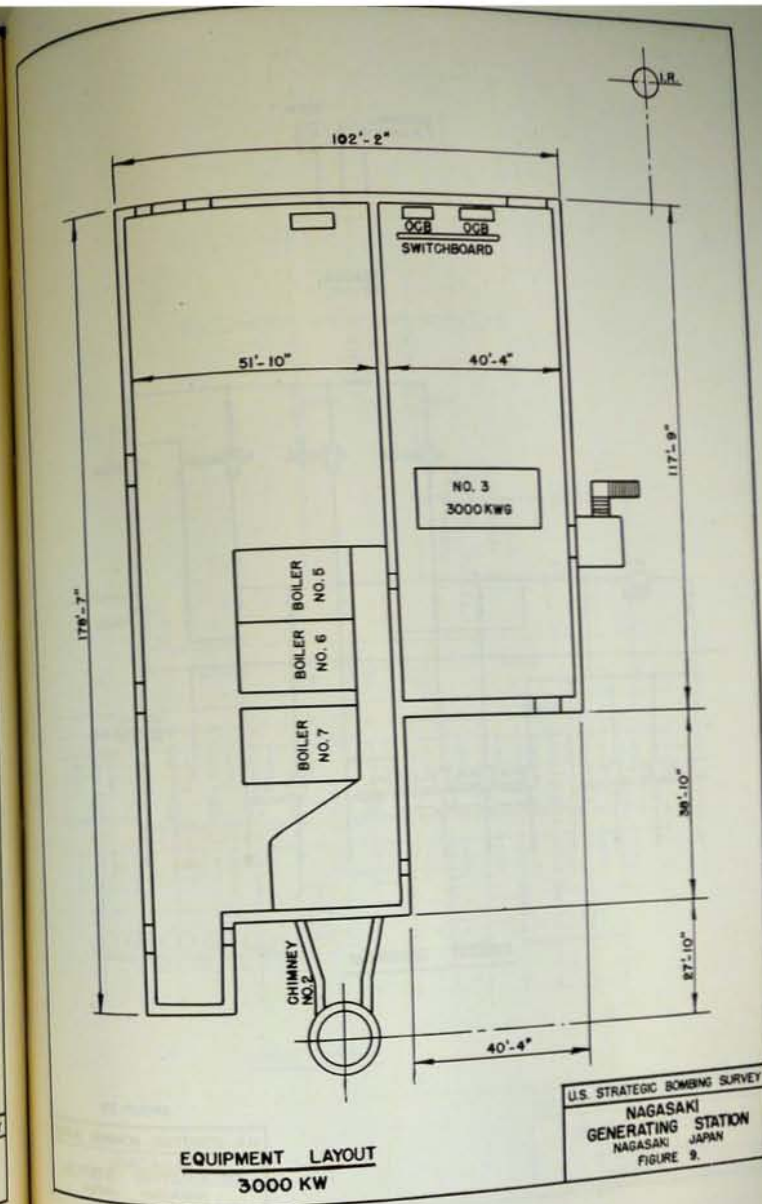 I.R.
102'-2"
OCB
OCB
SWITCHBOARD
51'-10"
40'-4"
117'-9"
178'-7"
NO. 3
3000 KWG
BOILER
NO. 5
BOILER
NO. 6
BOILER
NO. 7
38'-10"
27'-10"
CHIMNEY
NO. 2
40'-4"
EQUIPMENT LAYOUT
3000 KW
U.S. STRATEGIC BOMBING SURVEY
NAGASAKI
GENERATING STATION
NAGASAKI JAPAN
FIGURE 9.